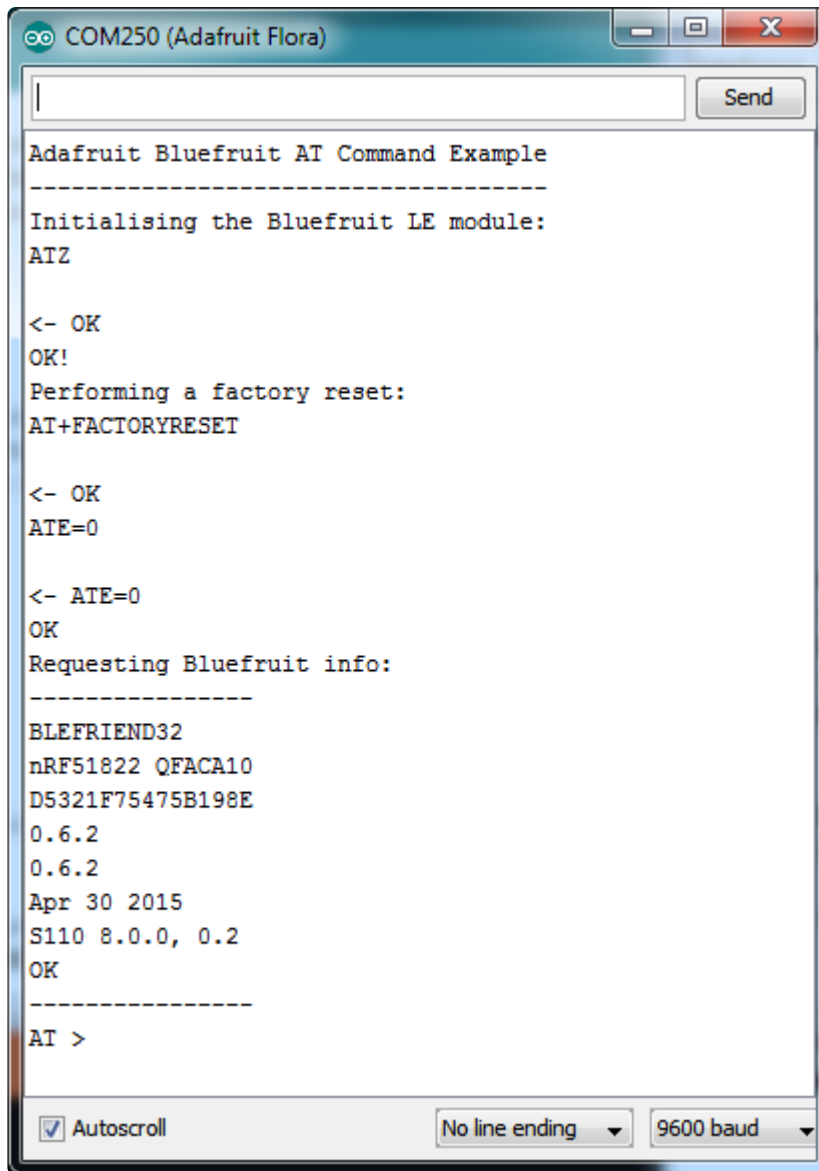 COM250 (Adafruit Flora)
Send
Adafruit Bluefruit AT Command Example
-------------------------------------
Initialising the Bluefruit LE module:
ATZ
<- OK
OK!
Performing a factory reset:
AT+FACTORYRESET
<- OK
ATE=0
<- ATE=0
OK
Requesting Bluefruit info:
----------------
BLEFRIEND32
nRF51822 QFACA10
D5321F75475B198E
0.6.2
0.6.2
Apr 30 2015
S110 8.0.0, 0.2
OK
----------------
AT >
Autoscroll No line ending 9600 baud